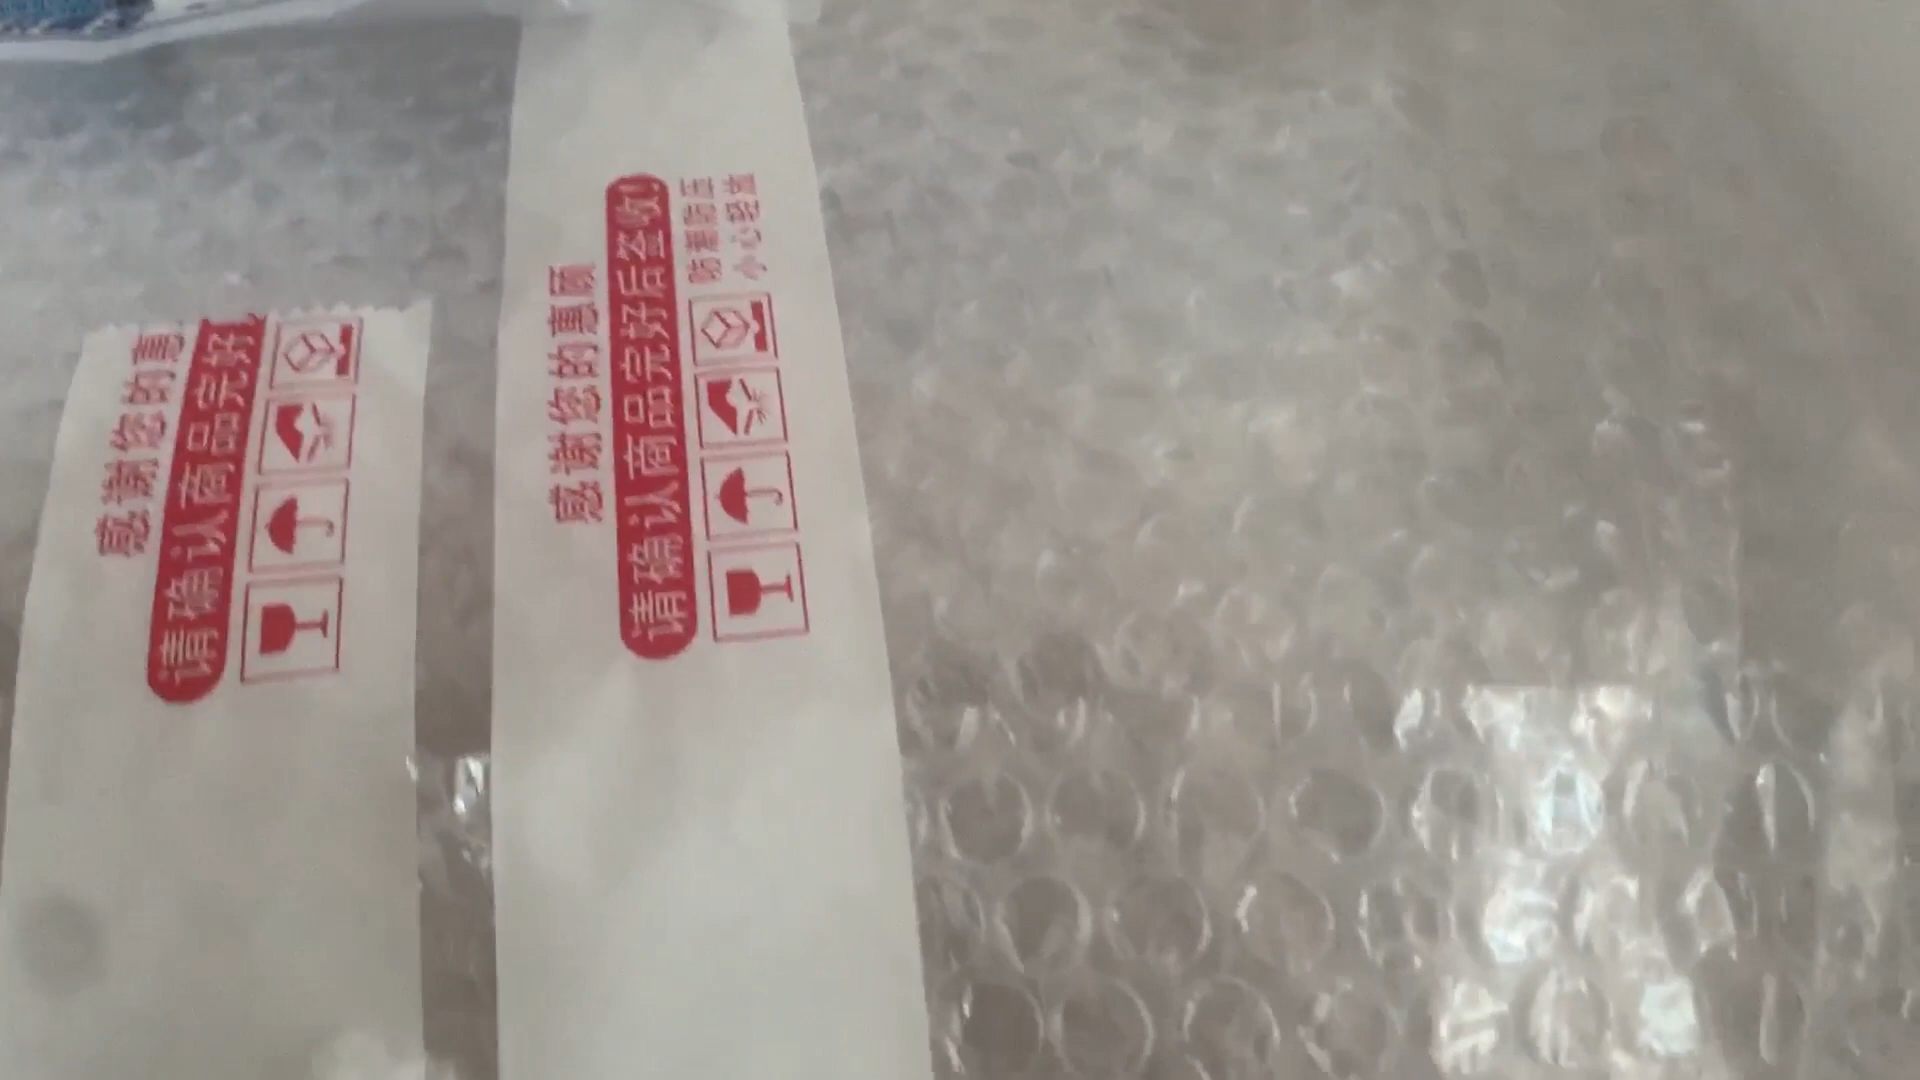 感谢您的惠
请确认商品完好
感谢您的惠顾
请确认商品完好后签收!
防潮防压
小心轻放